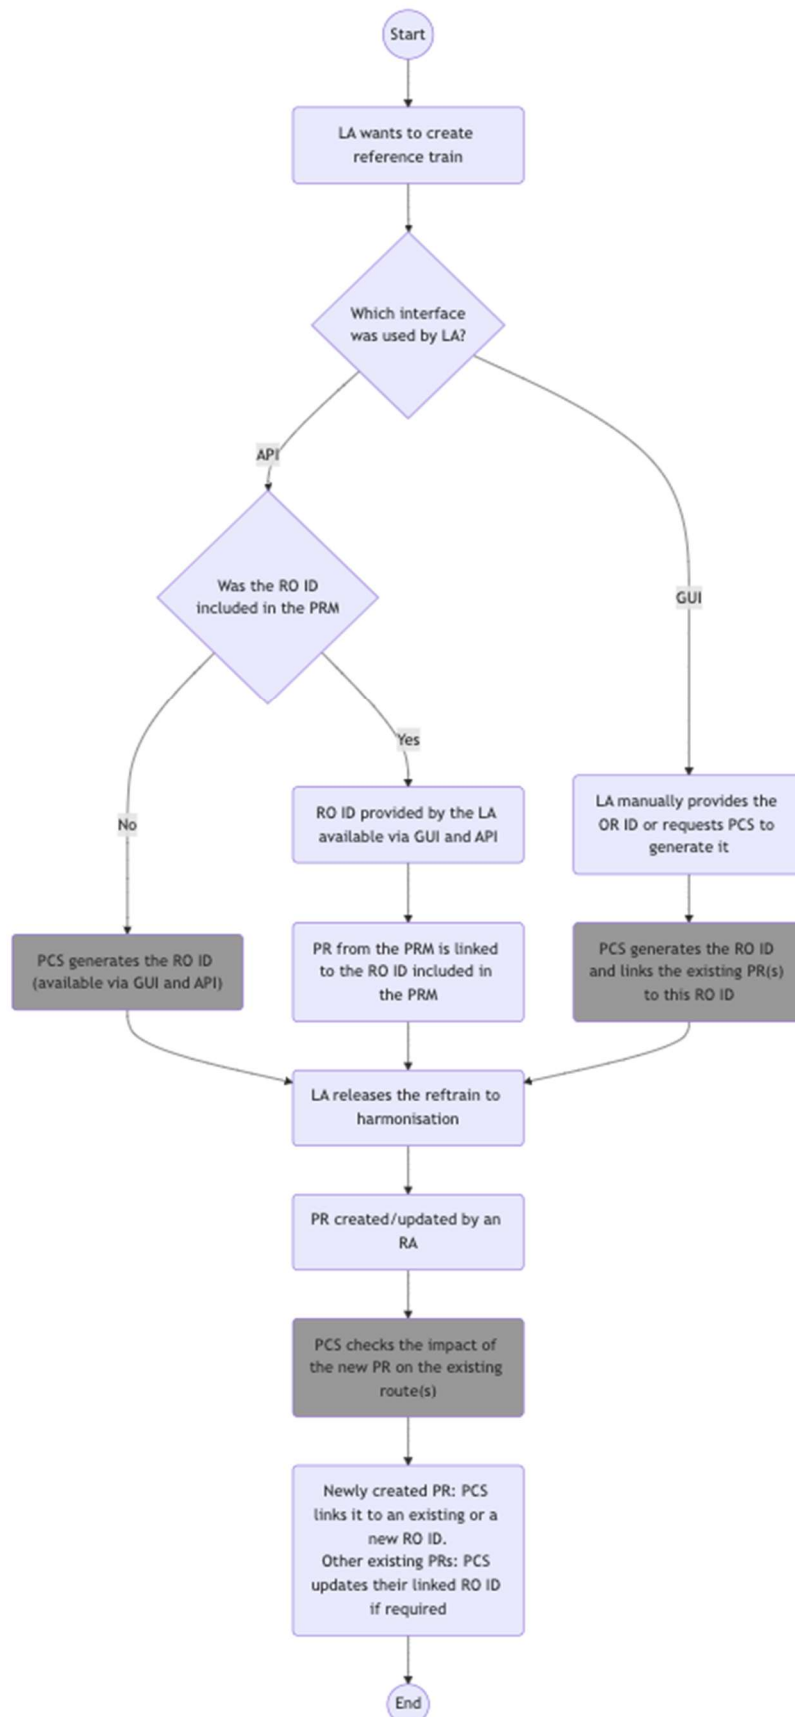 Start
LA wants to create
reference train
Which interface
was used by LA?
API
Was the RO ID
included in the PRM
GUI
Yes
No
RO ID provided by the LA
available via GUI and API
LA manually provides the
OR ID or requests PCS to
generate it
PCS generates the RO ID
(available via GUI and API)
PR from the PRM is linked
to the RO ID included in
the PRM
PCS generates the RO ID
and links the existing PR(s)
to this RO ID
LA releases the reftrain to
harmonisation
PR created/updated by an
RA
PCS checks the impact of
the new PR on the existing
route(s)
Newly created PR: PCS
links it to an existing or a
new RO ID.
Other existing PRs: PCS
updates their linked RO ID
if required
End